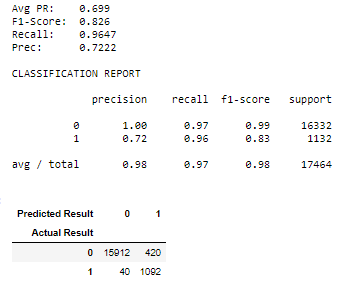 Avg PR: 0.699
F1-Score: 0.826
Recall: 0.9647
Prec: 0.7222
CLASSIFICATION REPORT
precision recall f1-score support
0 1.00 0.97 0.99 16332
1 0.72 0.96 0.83 1132
avg / total 0.98 0.97 0.98 17464
Predicted Result 0 1
Actual Result
0 15912 420
1 40 1092